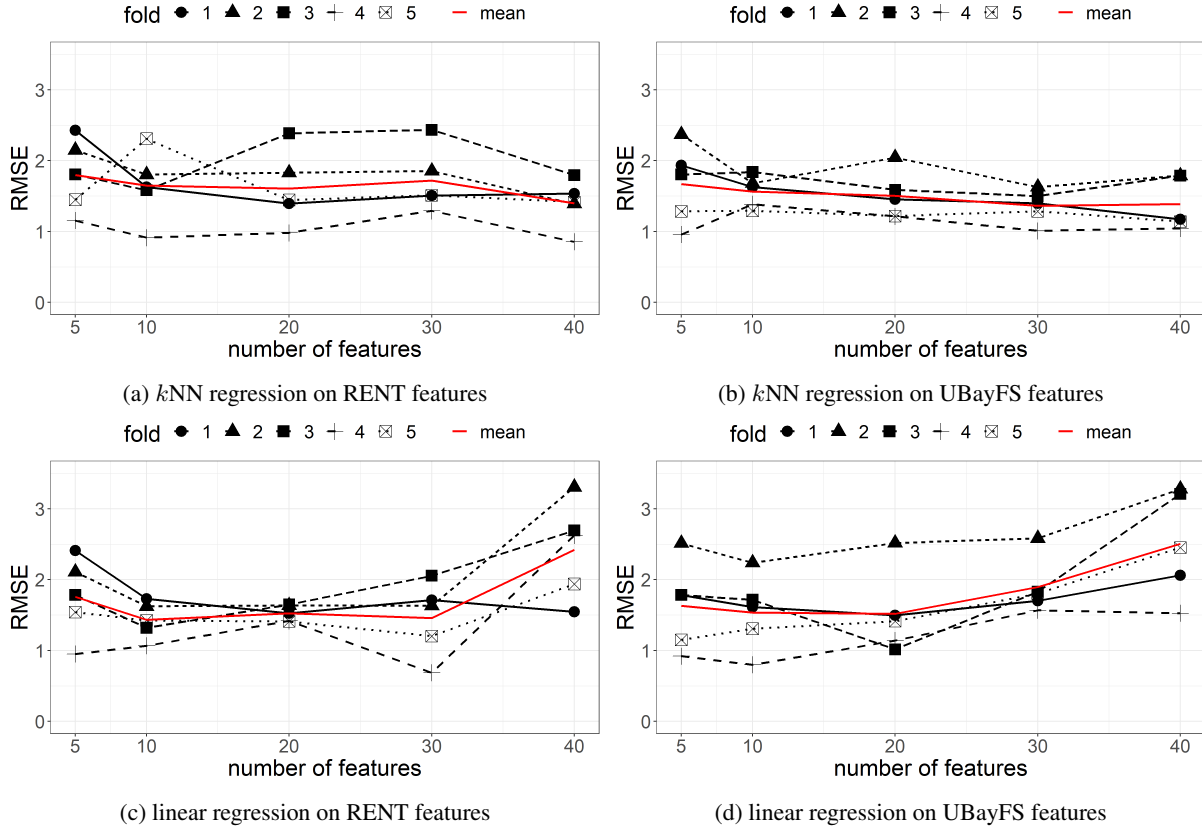 fold 1 2 3 4 5 mean
fold 1 2 3 4 5 mean
RMSE
3
2
1
0
5 10 20 30 40
number of features
RMSE
3
2
1
0
5 10 20 30 40
number of features
(a) kNN regression on RENT features
(b) kNN regression on UBayFS features
fold 1 2 3 4 5 mean
fold 1 2 3 4 5 mean
RMSE
3
2
1
0
5 10 20 30 40
number of features
RMSE
3
2
1
0
5 10 20 30 40
number of features
(c) linear regression on RENT features
(d) linear regression on UBayFS features